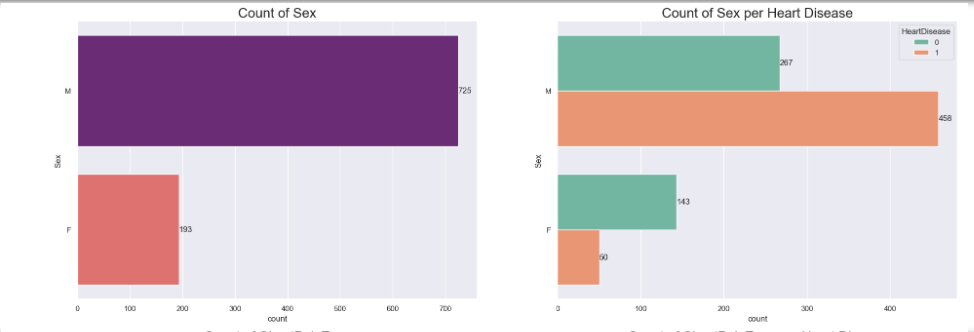 Count of Sex
M
725
Sex
F
193
0 100 200 300 400 500 600 700
count
Count of Sex per Heart Disease
HeartDisease
0
1
M
267
458
Sex
F
143
50
0 100 200 300 400
count